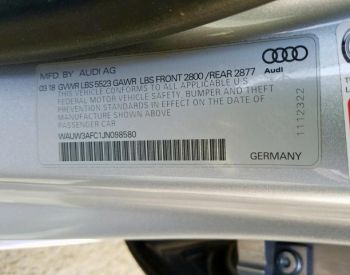 MFD. BY AUDI AG
03 18 GVWR LBS 5523 GAWR LBS FRONT 2800 / REAR 2877
THIS VEHICLE CONFORMS TO ALL APPLICABLE U.S.
FEDERAL MOTOR VEHICLE SAFETY, BUMPER AND THEFT
PREVENTION STANDARDS IN EFFECT ON THE DATE OF
MANUFACTURE SHOWN ABOVE.
PASSENGER CAR
WAUW3AFC1JN098580
GERMANY
Audi
1112322